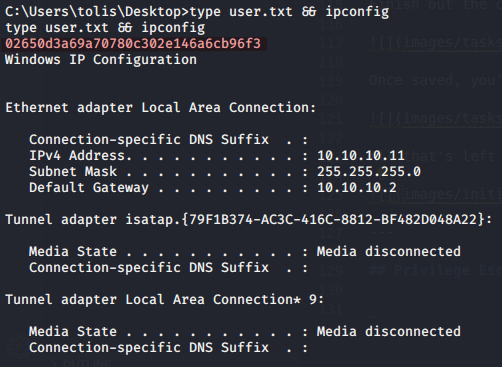 C:\Users\tolis\Desktop>type user.txt && ipconfig
type user.txt && ipconfig
02650d3a69a70780c302e146a6cb96f3
Windows IP Configuration
Ethernet adapter Local Area Connection:
Connection-specific DNS Suffix  . :
IPv4 Address. . . . . . . . . . . : 10.10.10.11
Subnet Mask . . . . . . . . . . . : 255.255.255.0
Default Gateway . . . . . . . . . : 10.10.10.2
Tunnel adapter isatap.{79F1B374-AC3C-416C-8812-BF482D048A22}:
Media State . . . . . . . . . . . : Media disconnected
Connection-specific DNS Suffix  . :
Tunnel adapter Local Area Connection* 9:
Media State . . . . . . . . . . . : Media disconnected
Connection-specific DNS Suffix  . :